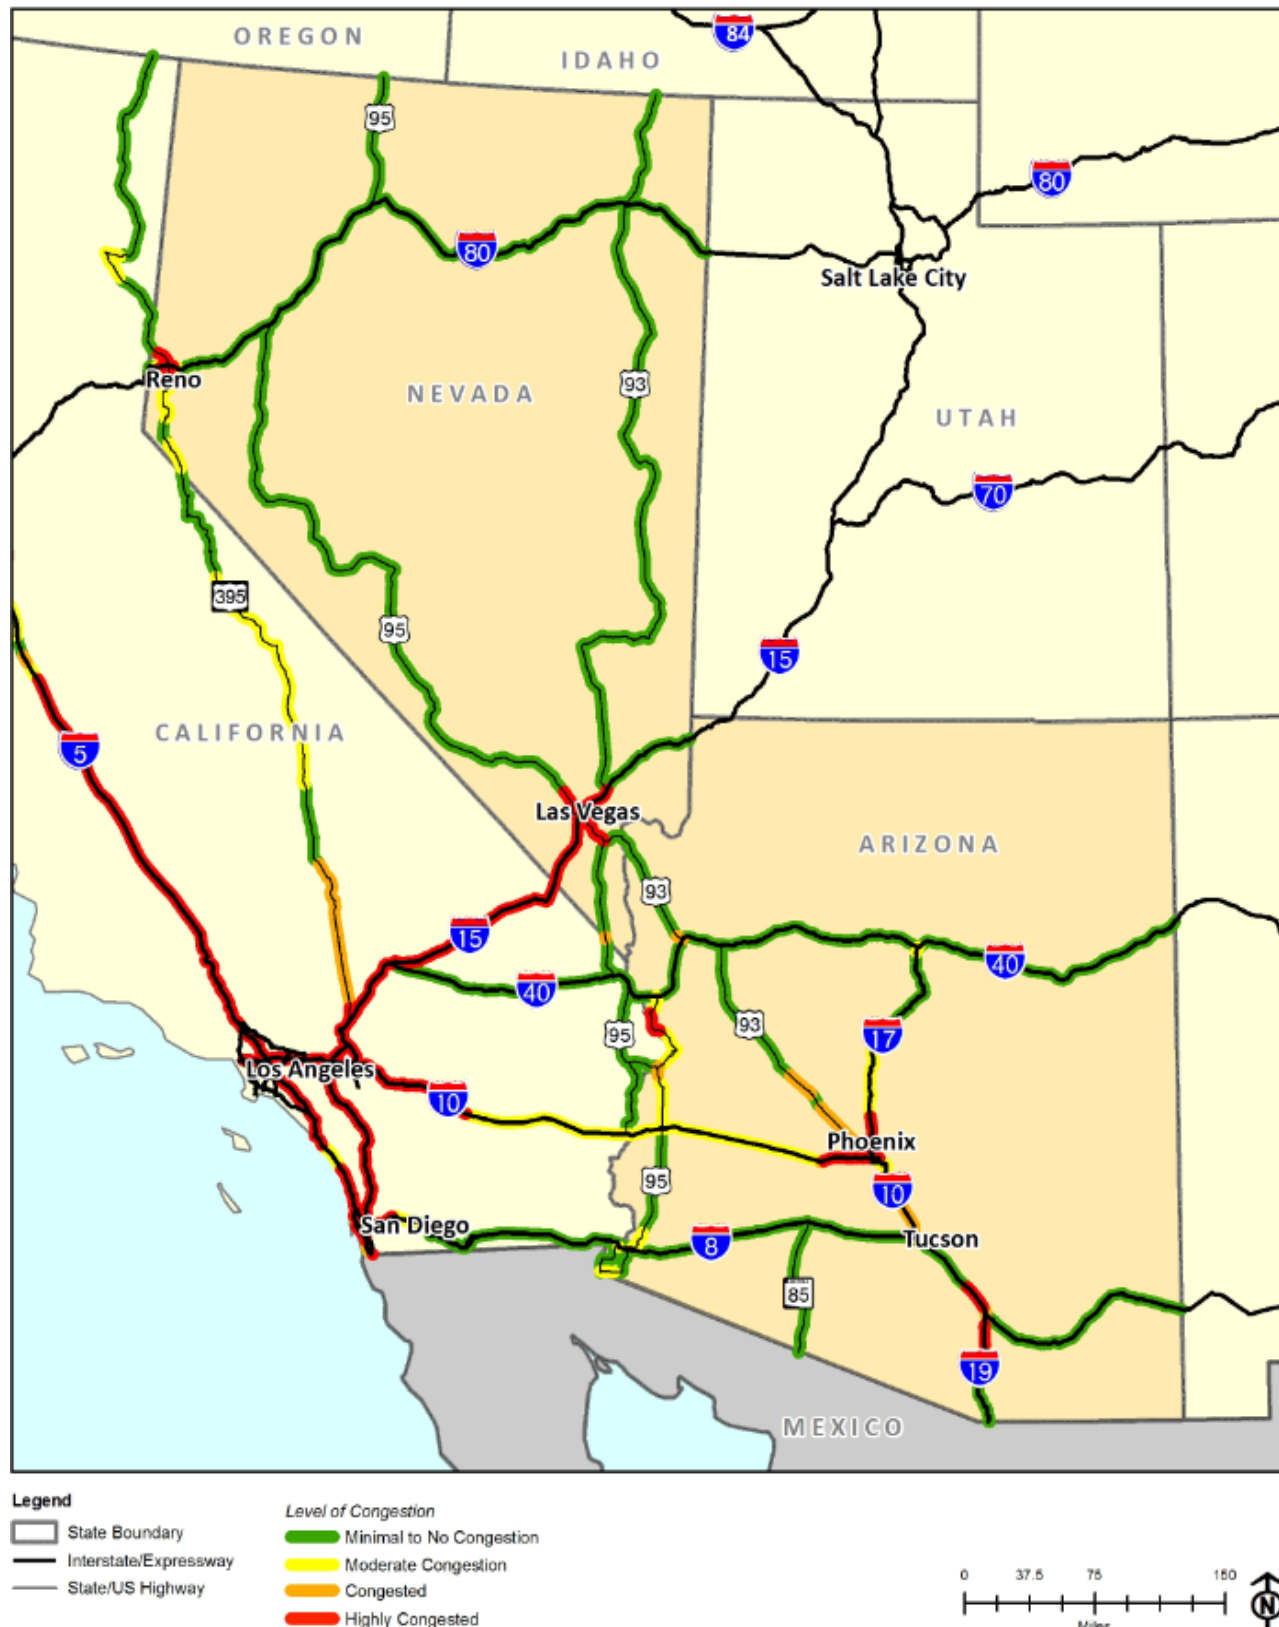 OREGON
IDAHO
84
95
80
80
Salt Lake City
Reno
NEVADA
93
UTAH
70
395
95
15
CALIFORNIA
5
Las Vegas
ARIZONA
93
15
40
40
95
93
17
Los Angeles
10
Phoenix
95
10
San Diego
8
Tucson
85
19
MEXICO
Legend
State Boundary
Interstate/Expressway
State/US Highway
Level of Congestion
Minimal to No Congestion
Moderate Congestion
Congested
Highly Congested
0 37.5 75 150
Miles
N